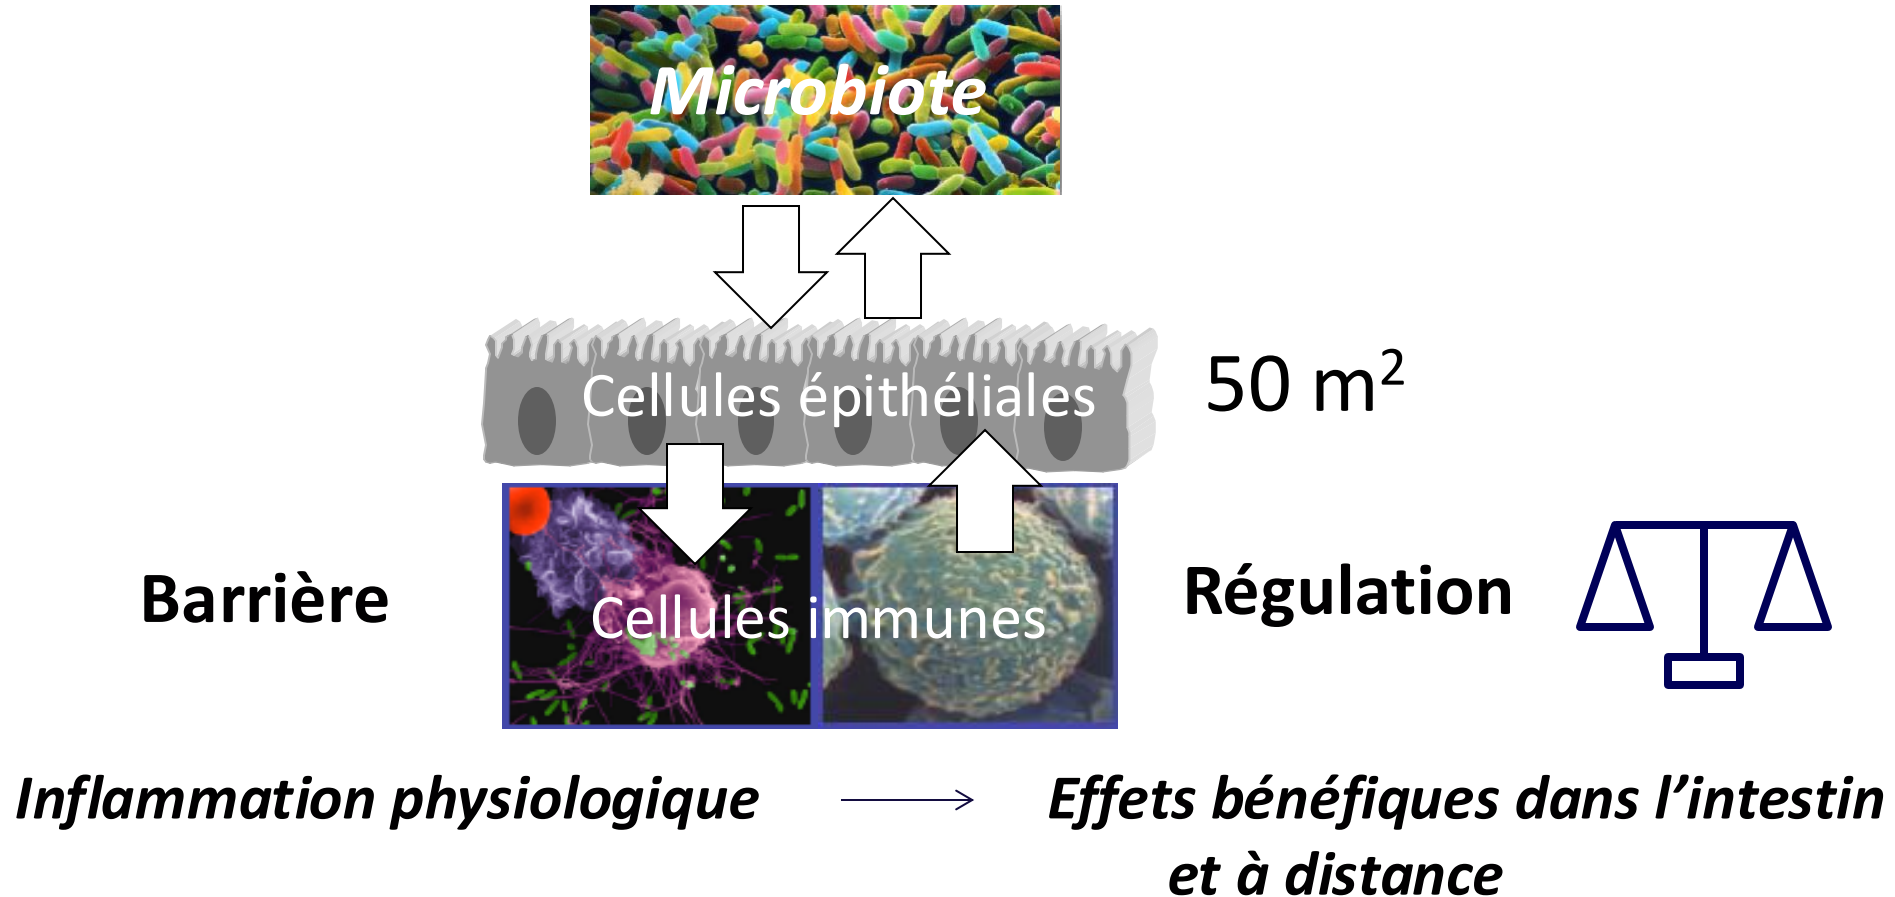 Microbiote
Cellules épithéliales
50 m²
Barrière
Cellules immunes
Régulation
Inflammation physiologique
Effets bénéfiques dans l’intestin
et à distance